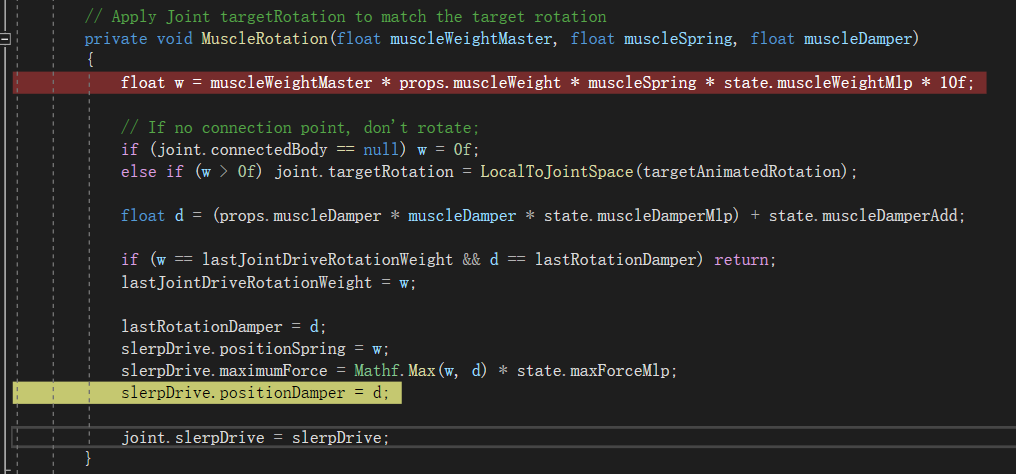 // Apply Joint targetRotation to match the target rotation
private void MuscleRotation(float muscleWeightMaster, float muscleSpring, float muscleDamper)
{
float w = muscleWeightMaster * props.muscleWeight * muscleSpring * state.muscleWeightMlp * 10f;
// If no connection point, don't rotate;
if (joint.connectedBody == null) w = 0f;
else if (w > 0f) joint.targetRotation = LocalToJointSpace(targetAnimatedRotation);
float d = (props.muscleDamper * muscleDamper * state.muscleDamperMlp) + state.muscleDamperAdd;
if (w == lastJointDriveRotationWeight && d == lastRotationDamper) return;
lastJointDriveRotationWeight = w;
lastRotationDamper = d;
slerpDrive.positionSpring = w;
slerpDrive.maximumForce = Mathf.Max(w, d) * state.maxForceMlp;
slerpDrive.positionDamper = d;
joint.slerpDrive = slerpDrive;
}